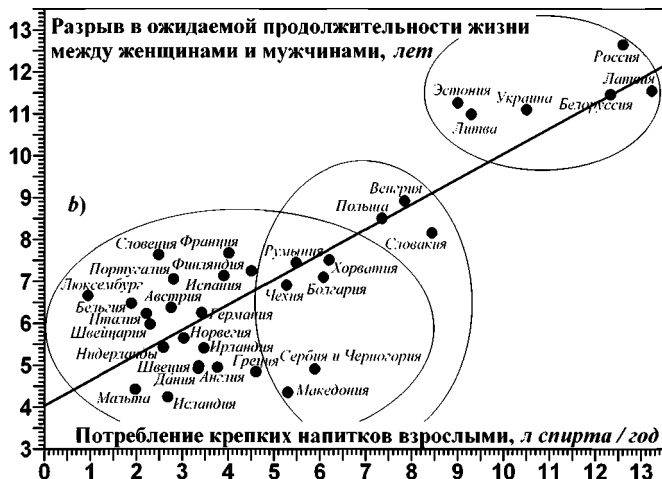 Разрыв в ожидаемой продолжительности жизни
между женщинами и мужчинами, лет
13
12
11
10
9
8
7
6
5
4
3
b)
Россия
Эстония
Латвия
Украина
Белоруссия
Литва
Венгрия
Польша
Словакия
Словения Франция
Румыния
Португалия Финляндия
Хорватия
Люксембург
Испания
Чехия Болгария
Бельгия Австрия
Италия
Германия
Швейцария
Норвегия
Нидерланды
Ирландия
Швеция
Греция
Сербия и Черногория
Дания Англия
Мальта
Исландия
Македония
Потребление крепких напитков взрослыми, л спирта / год
0 1 2 3 4 5 6 7 8 9 10 11 12 13